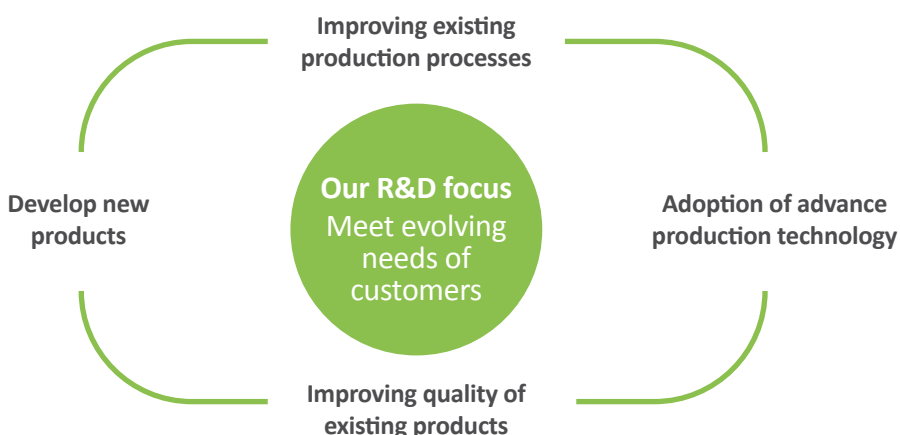 Improving existing
production processes
Our R&D focus
Meet evolving
needs of
customers
Develop new
products
Adoption of advance
production technology
Improving quality of
existing products